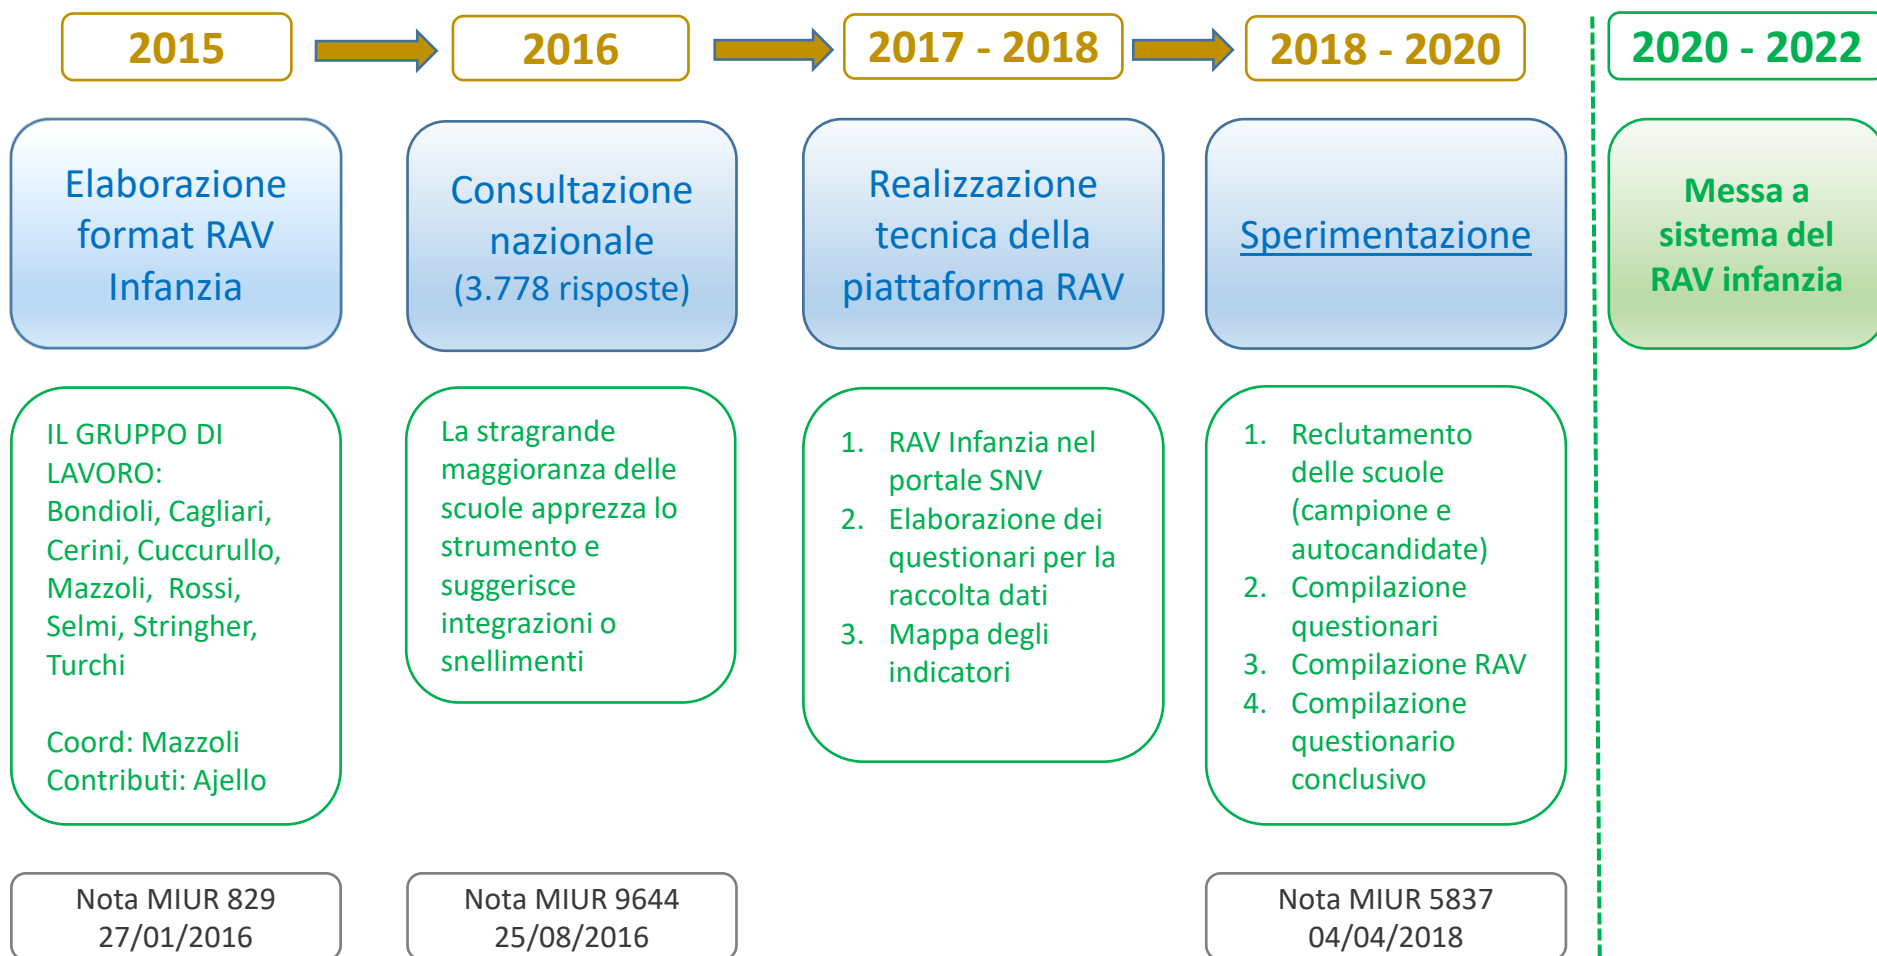 2015
2016
2017 - 2018
2018 - 2020
2020 - 2022
Elaborazione
format RAV
Infanzia
Consultazione
nazionale
(3.778 risposte)
Realizzazione
tecnica della
piattaforma RAV
Sperimentazione
Messa a
sistema del
RAV infanzia
IL GRUPPO DI
LAVORO:
Bondioli, Cagliari,
Cerini, Cuccurullo,
Mazzoli, Rossi,
Selmi, Stringher,
Turchi
Coord: Mazzoli
Contributi: Ajello
La stragrande
maggioranza delle
scuole apprezza lo
strumento e
suggerisce
integrazioni o
snellimenti
1. RAV Infanzia nel
portale SNV
2. Elaborazione dei
questionari per la
raccolta dati
3. Mappa degli
indicatori
1. Reclutamento
delle scuole
(campione e
autocandidate)
2. Compilazione
questionari
3. Compilazione RAV
4. Compilazione
questionario
conclusivo
Nota MIUR 829
27/01/2016
Nota MIUR 9644
25/08/2016
Nota MIUR 5837
04/04/2018